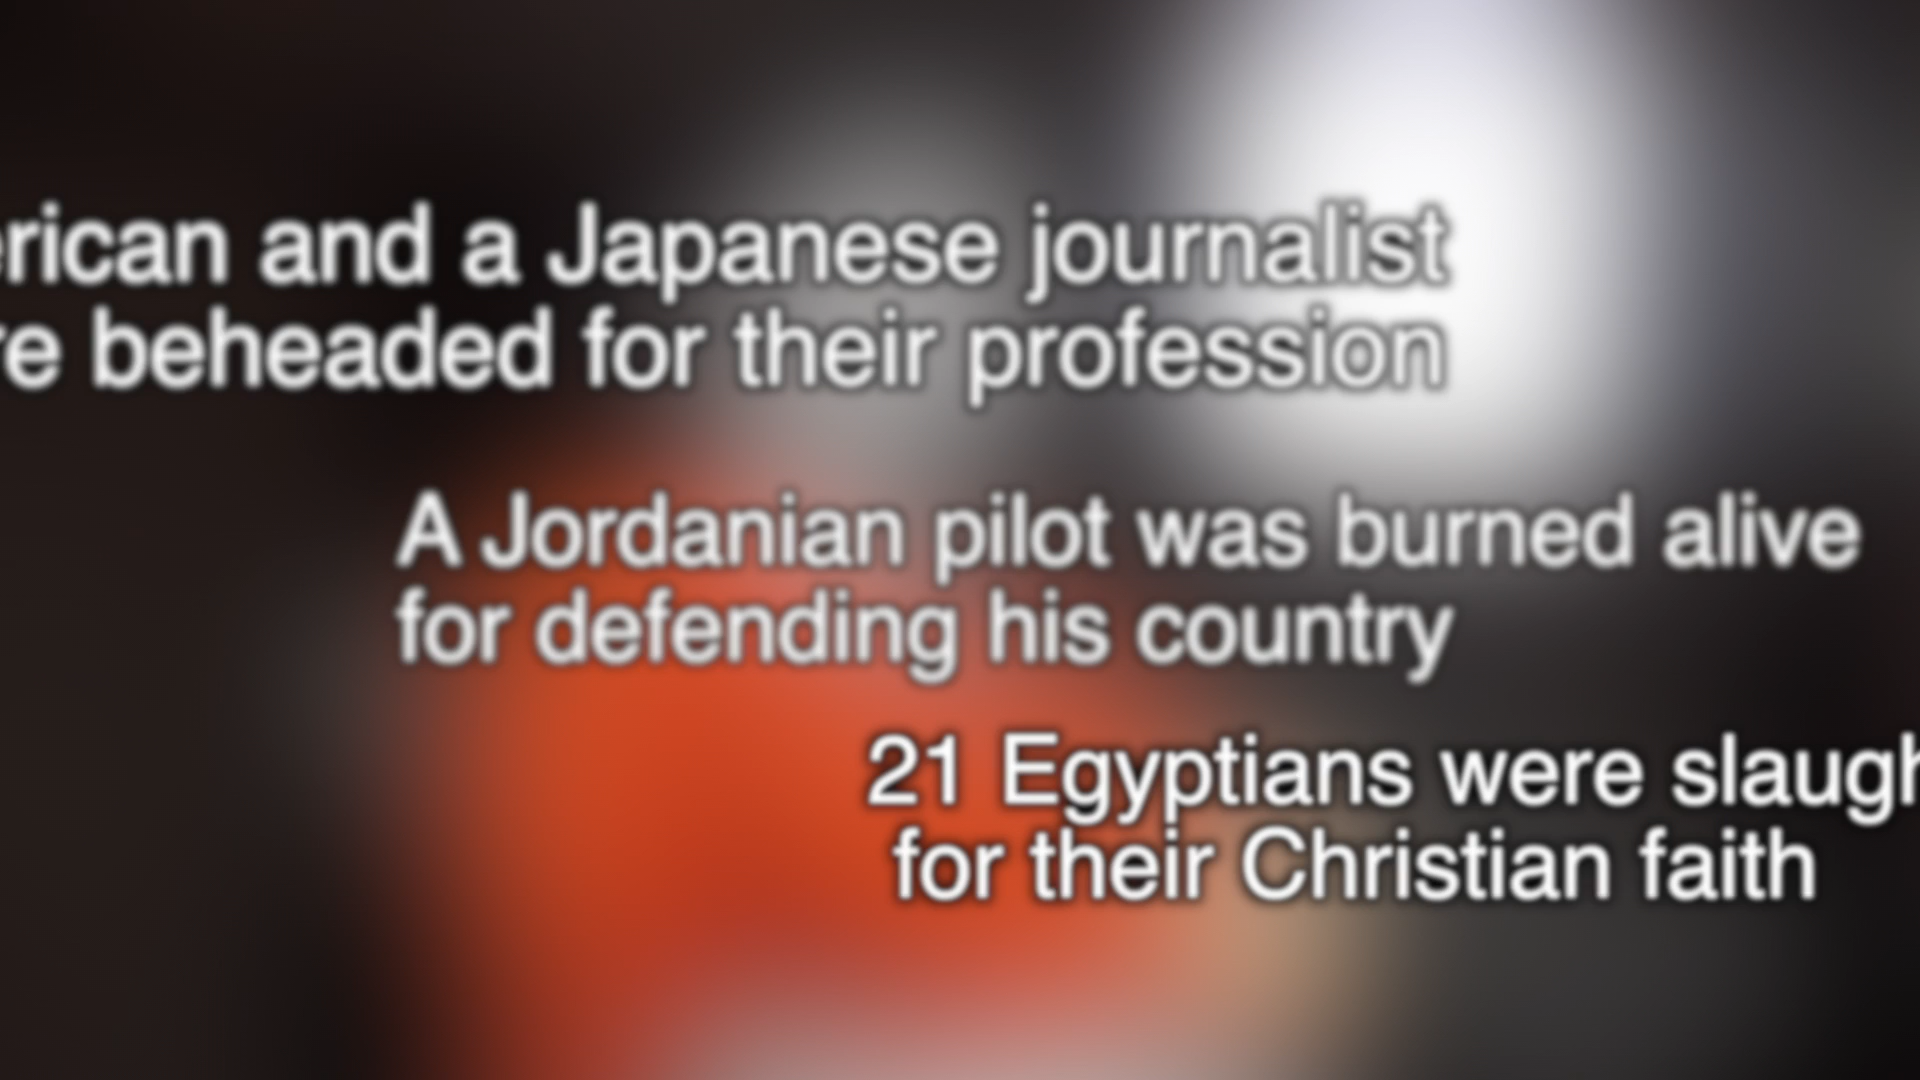 erican and a Japanese journalist
re beheaded for their profession
A Jordanian pilot was burned alive
for defending his country
21 Egyptians were slaugh
for their Christian faith